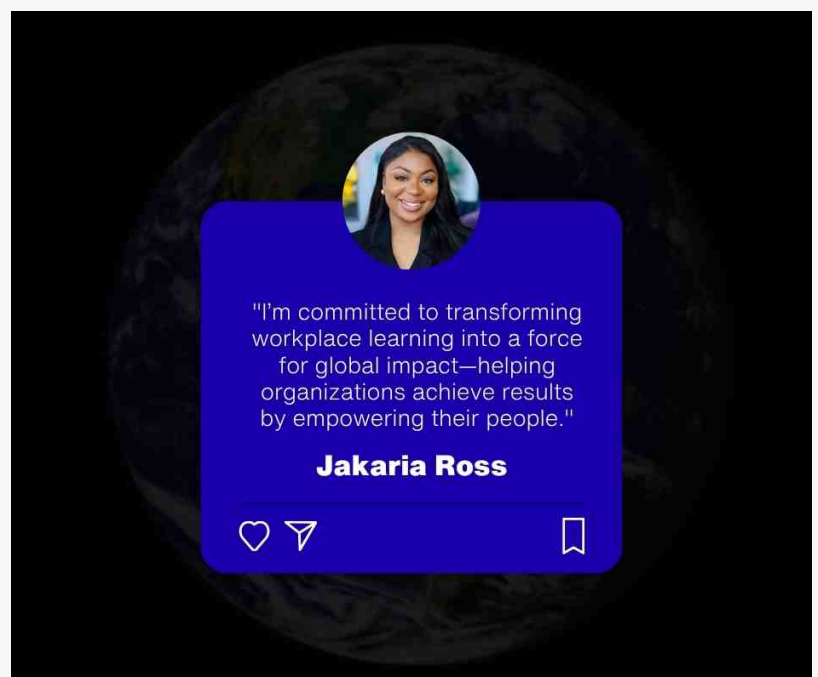 "I’m committed to transforming
workplace learning into a force
for global impact—helping
organizations achieve results
by empowering their people."
Jakaria Ross